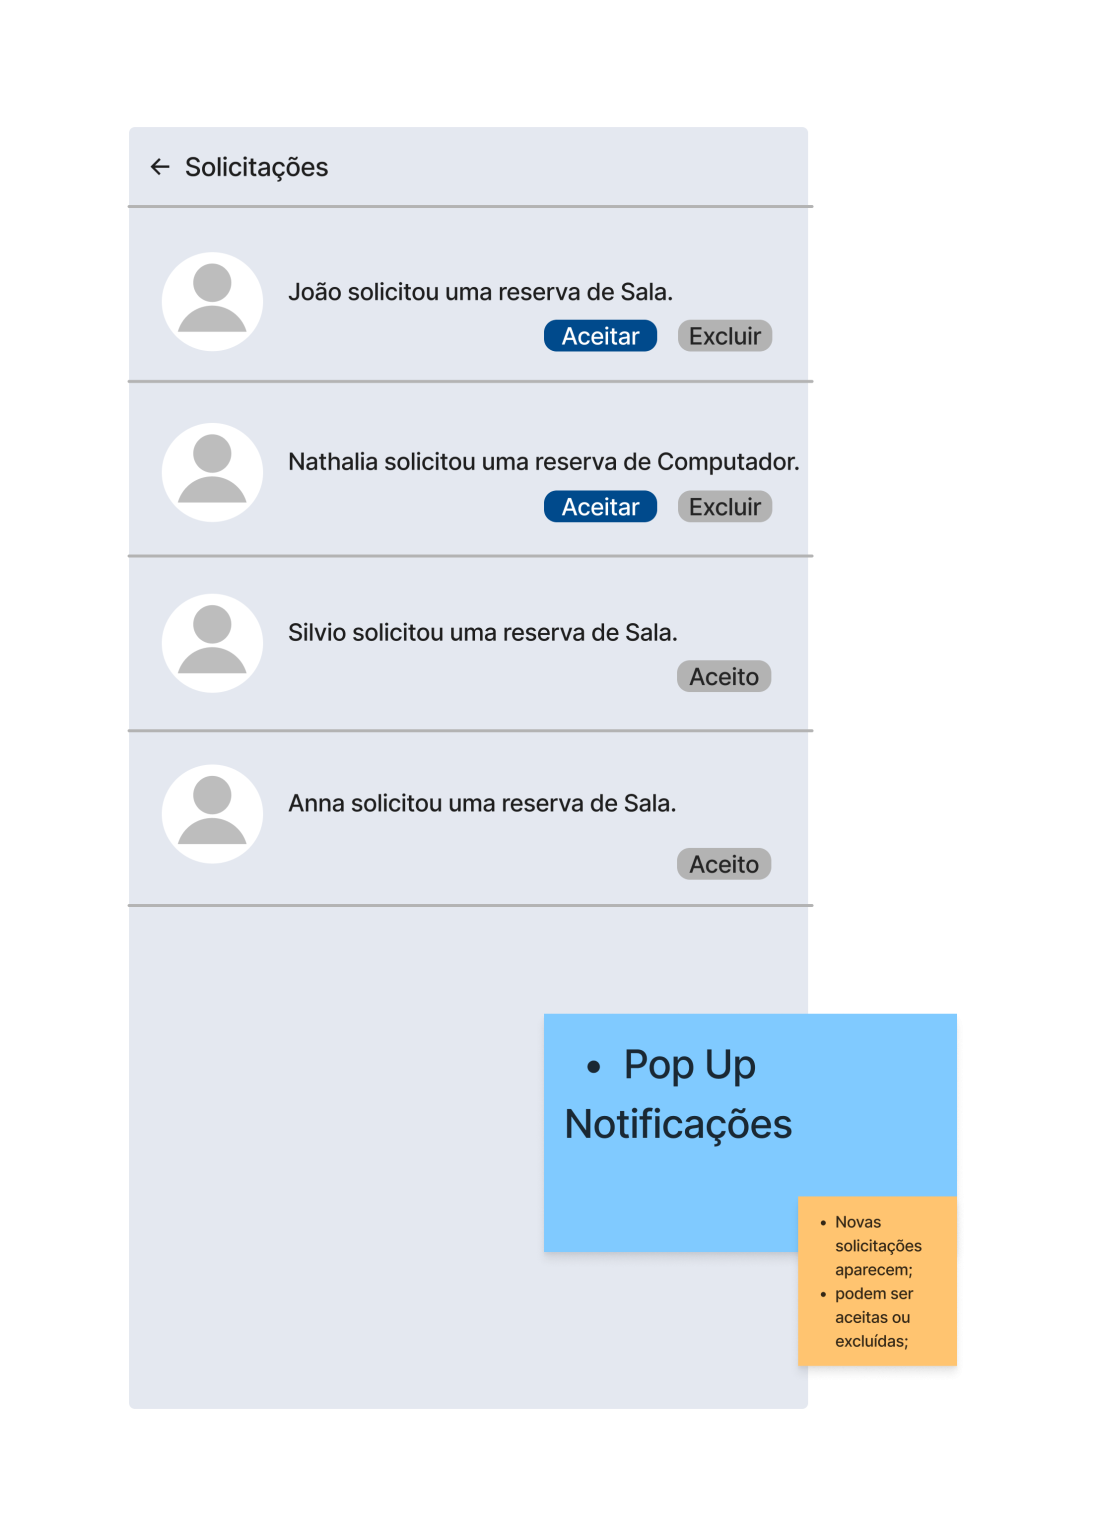 ← Solicitações
João solicitou uma reserva de Sala.
Aceitar Excluir
Nathalia solicitou uma reserva de Computador.
Aceitar Excluir
Silvio solicitou uma reserva de Sala.
Aceito
Anna solicitou uma reserva de Sala.
Aceito
• Pop Up
Notificações
• Novas
solicitações
aparecem;
• podem ser
aceitas ou
excluídas;